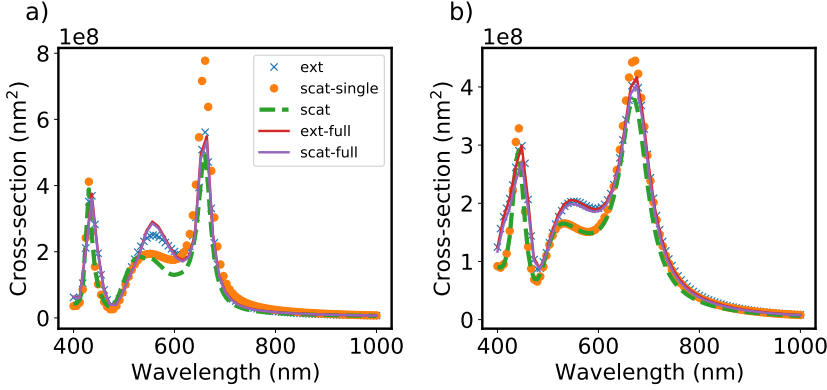 a)
1e8
Cross-section (nm²)
8
6
4
2
0
400
600
800
1000
Wavelength (nm)
ext
scat-single
scat
ext-full
scat-full
b)
1e8
Cross-section (nm²)
4
3
2
1
0
400
600
800
1000
Wavelength (nm)